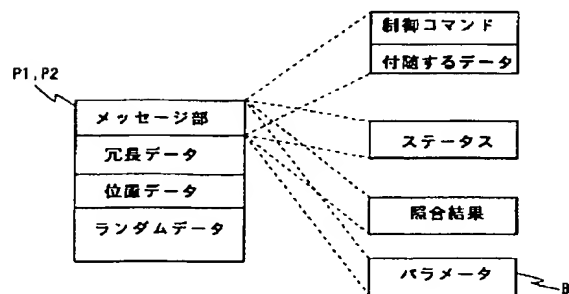 P1,P2
メッセージ部
冗長データ
位置データ
ランダムデータ
制御コマンド
付随するデータ
ステータス
照合結果
パラメータ
B